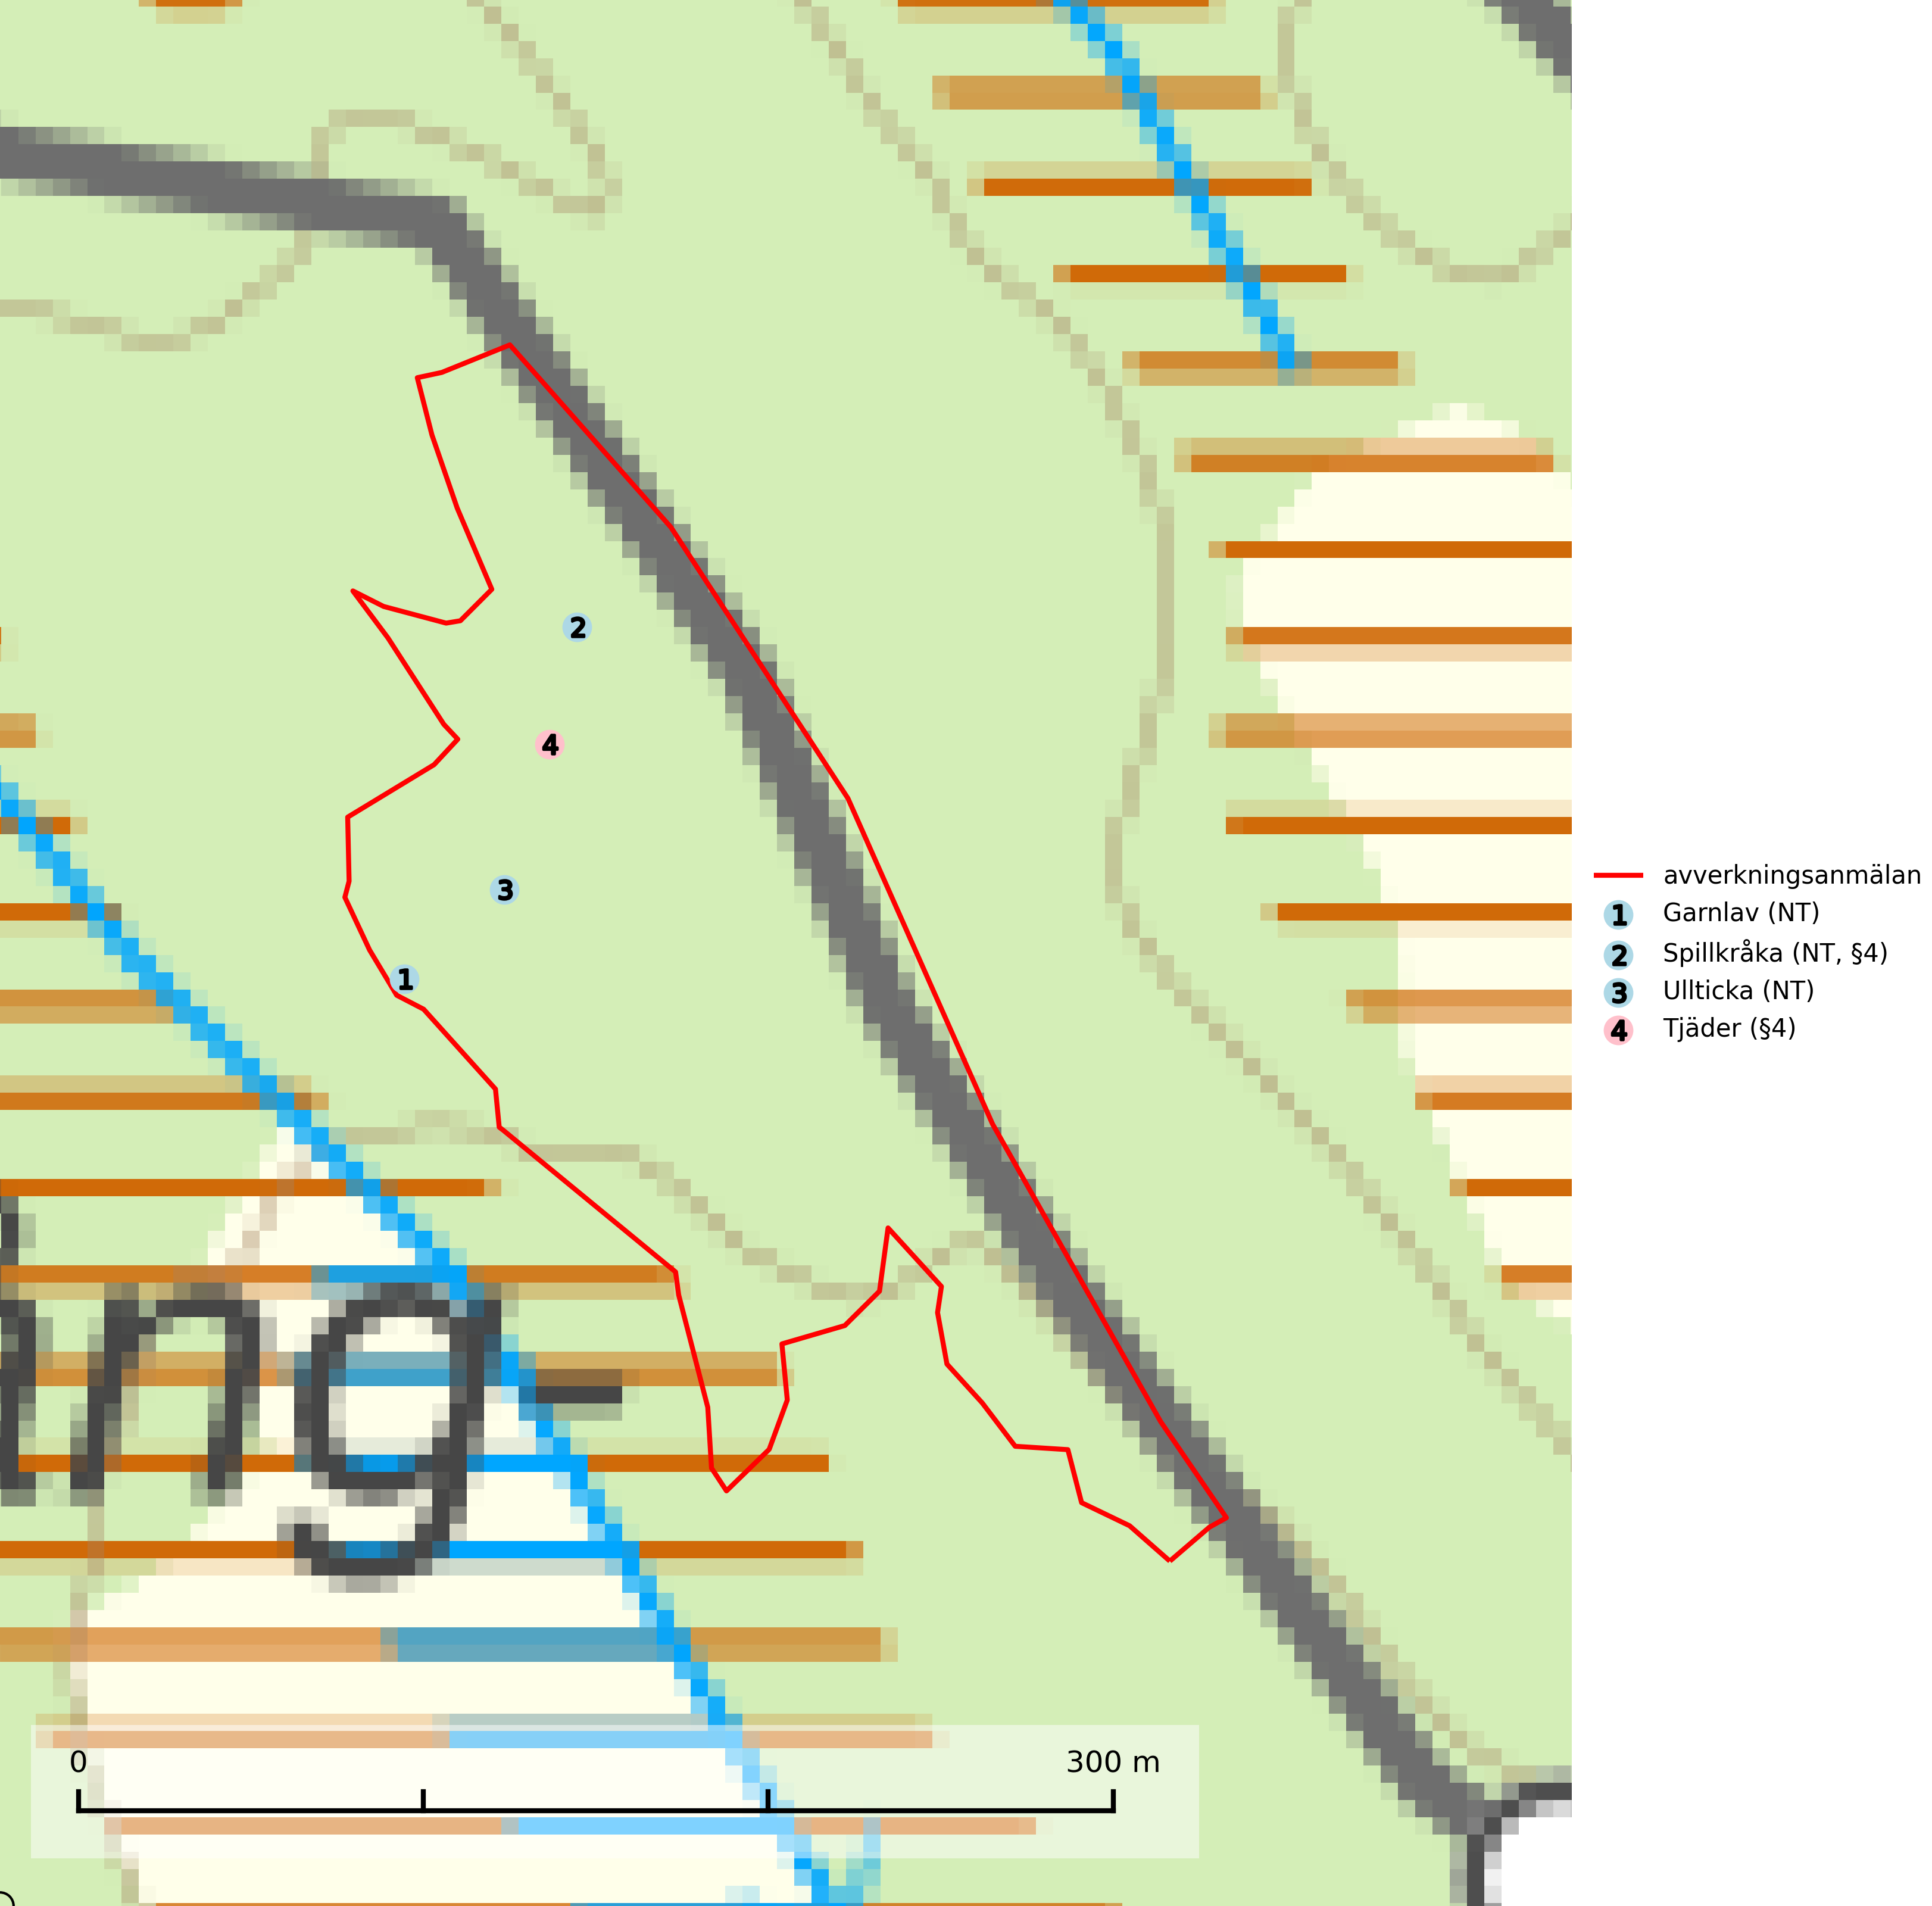 2
4
3
1
ng
0
300 m
avverkningsanmälan
1 Garnlav (NT)
2 Spillkråka (NT, §4)
3 Ullticka (NT)
4 Tjäder (§4)